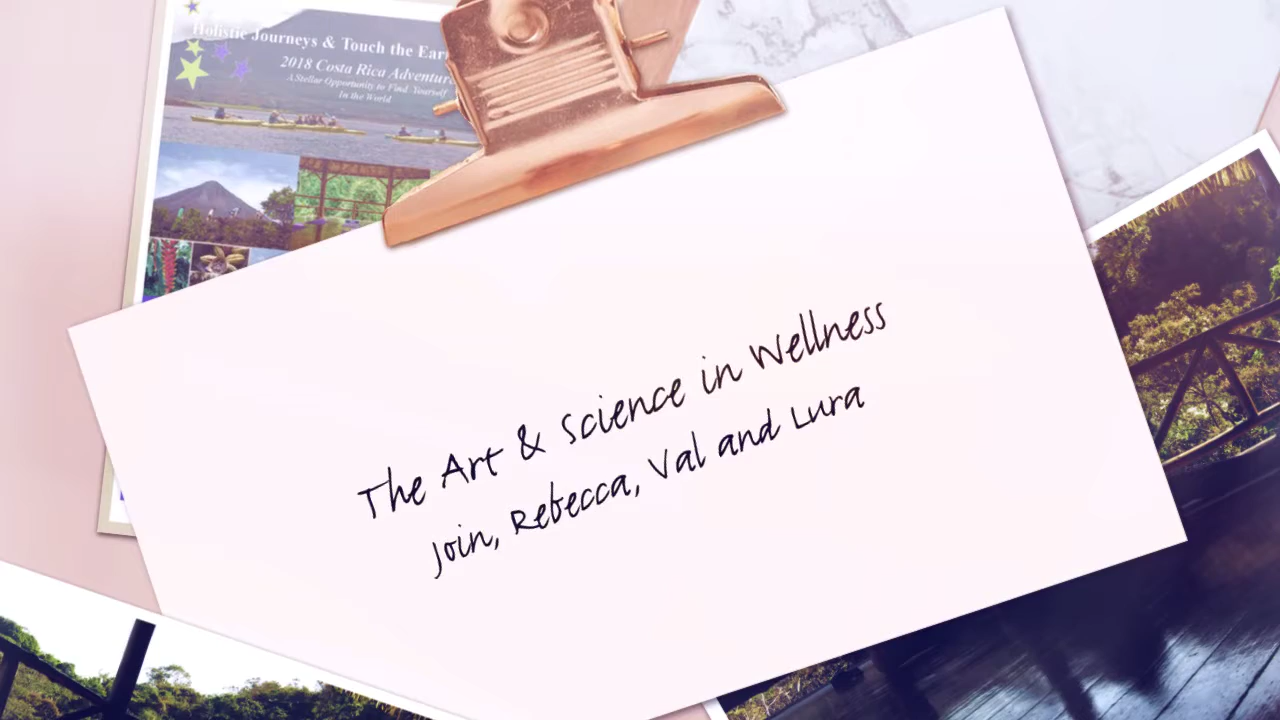 Holistic Journeys & Touch the Ear
2018 Costa Rica Adventure
A Stellar Opportunity to Find Yourself
In the World
The Art & Science in Wellness
Join, Rebecca, Val and Lura